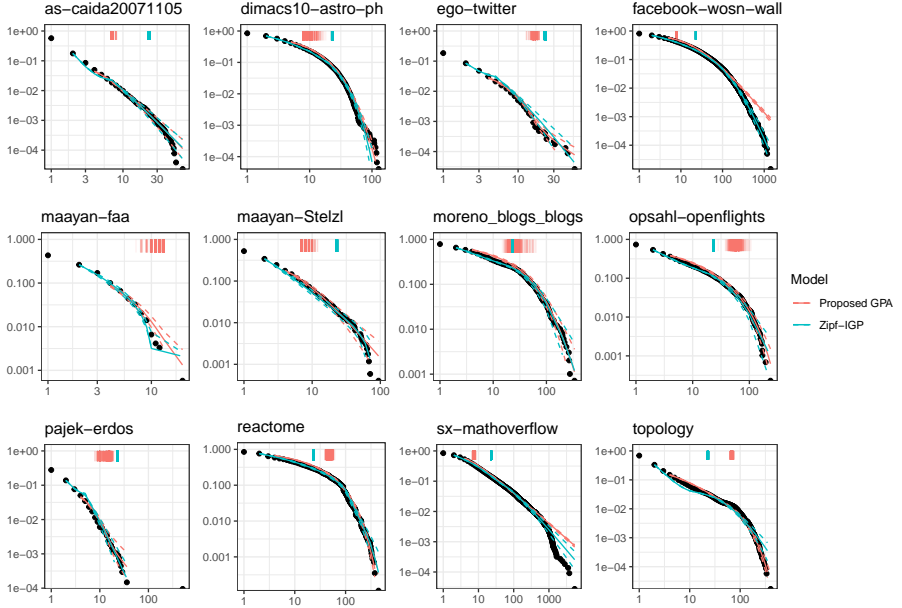 as-caida20071105
dimacs10-astro-ph
ego-twitter
facebook-wosn-wall
1e+00
1e-01
1e-02
1e-03
1e-04
1 3 10 30
1e+00
1e-01
1e-02
1e-03
1e-04
1 10 100
1e+00
1e-01
1e-02
1e-03
1e-04
1 3 10 30
1e+00
1e-01
1e-02
1e-03
1e-04
1 10 100 1000
maayan-faa
maayan-Stelzl
moreno_blogs_blogs
opsahl-openflights
1.000
0.100
0.010
0.001
1 3 10
1.000
0.100
0.010
0.001
1 10 100
1.000
0.100
0.010
0.001
1 10 100
1.000
0.100
0.010
0.001
1 10 100
Model
Proposed GPA
Zipf-IGP
pajek-erdos
reactome
sx-mathoverflow
topology
1e+00
1e-01
1e-02
1e-03
1e-04
1 10 100
1.000
0.100
0.010
0.001
1 10 100
1e+00
1e-01
1e-02
1e-03
1e-04
1 10 100 1000
1e+00
1e-01
1e-02
1e-03
1e-04
1 10 100